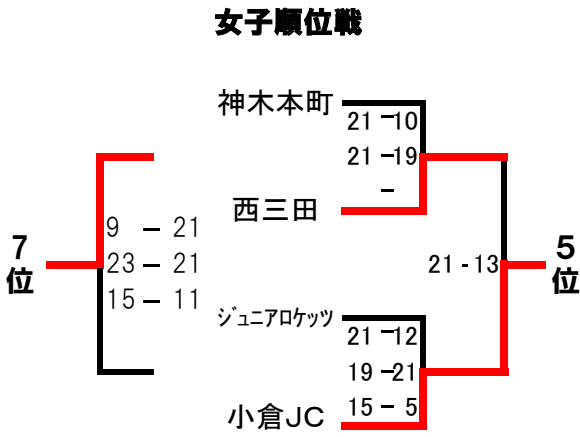 女子順位戦
神木本町
21 − 10
21 − 19
−
西三田
9 − 21
23 − 21
15 − 11
7位
21 - 13
5位
ｼﾞｭﾆｱﾛｹｯﾂ
21 − 12
19 − 21
15 − 5
小倉ＪＣ